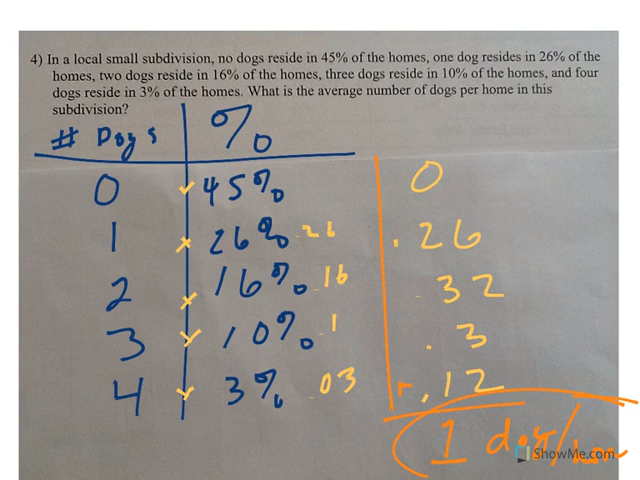 4) In a local small subdivision, no dogs reside in 45% of the homes, one dog resides in 26% of the
homes, two dogs reside in 16% of the homes, three dogs reside in 10% of the homes, and four
dogs reside in 3% of the homes. What is the average number of dogs per home in this
subdivision?
# Dogs %
0 x 45% 0
1 x 26% .26 .26
2 x 16% .16 .32
3 x 10% .1 .3
4 x 3% .03 + .12
1 dog/
ShowMe.com